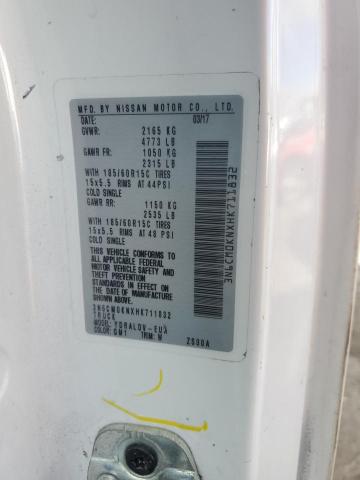 MFD. BY NISSAN MOTOR CO., LTD.
DATE: 03/17
GVWR: 2165 KG
4773 LB
GAWR FR: 1050 KG
2315 LB
WITH 185/60R15C TIRES
15x5.5 RIMS AT 44PSI
COLD SINGLE
GAWR RR: 1150 KG
2535 LB
WITH 185/60R15C TIRES
15x5.5 RIMS AT 48 PSI
COLD SINGLE
THIS VEHICLE CONFORMS TO
ALL APPLICABLE FEDERAL
MOTOR VEHICLE SAFETY AND
THEFT PREVENTION
STANDARDS IN EFFECT ON
THE DATE OF MANUFACTURE
SHOWN ABOVE.
3N6CM0KNXHK711832
TRUCK
MODEL: YDRALDV-EUA
COLOR: QM1 TRIM: W
ZS00A
3N6CM0KNXHK711832